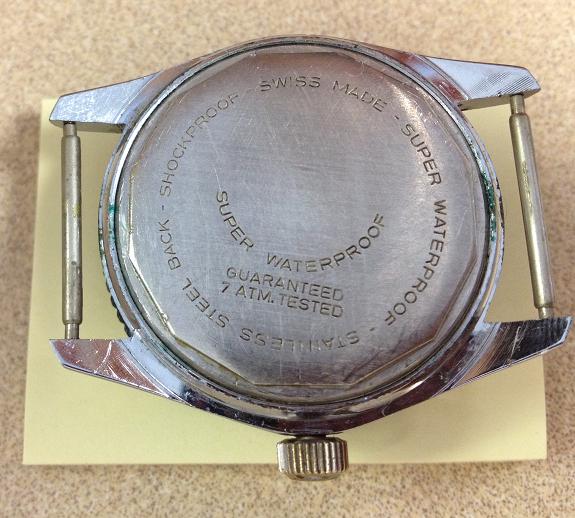 SWISS MADE - SUPER WATERPROOF - STAINLESS STEEL BACK - SHOCKPROOF
SUPER WATERPROOF
GUARANTEED
7 ATM. TESTED